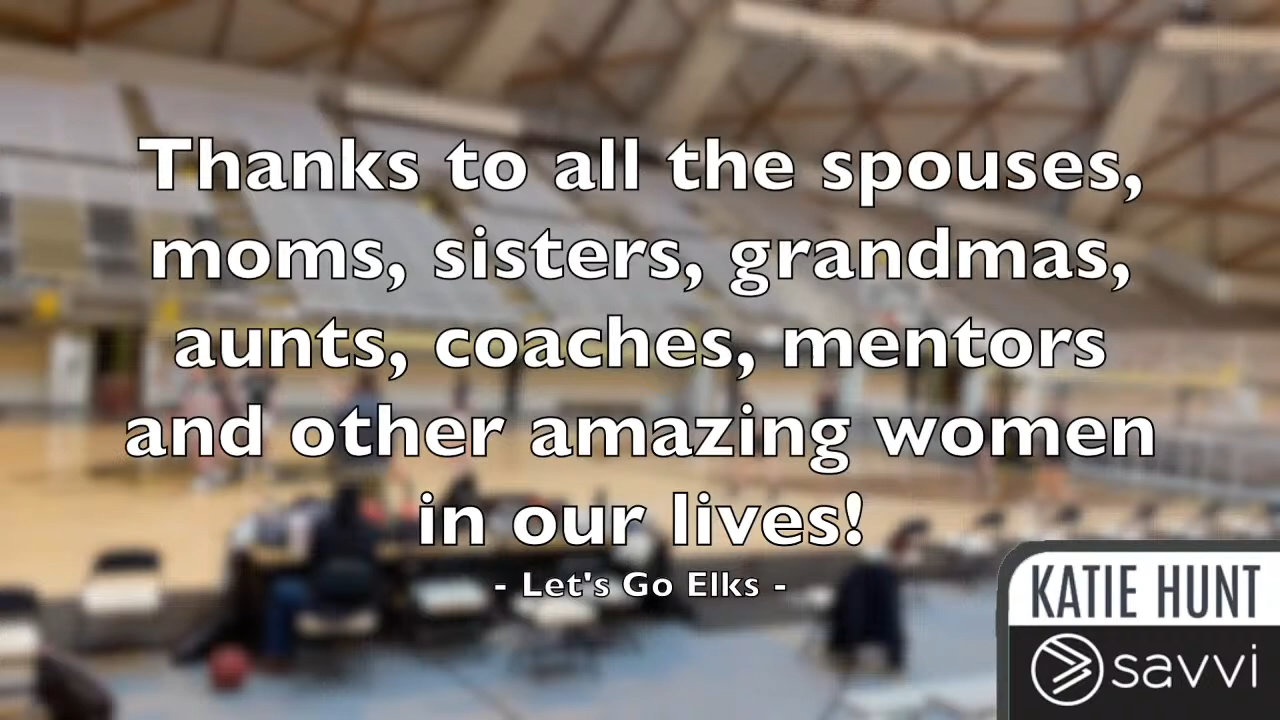 Thanks to all the spouses,
moms, sisters, grandmas,
aunts, coaches, mentors
and other amazing women
in our lives!
- Let's Go Elks -
KATIE HUNT
savvi